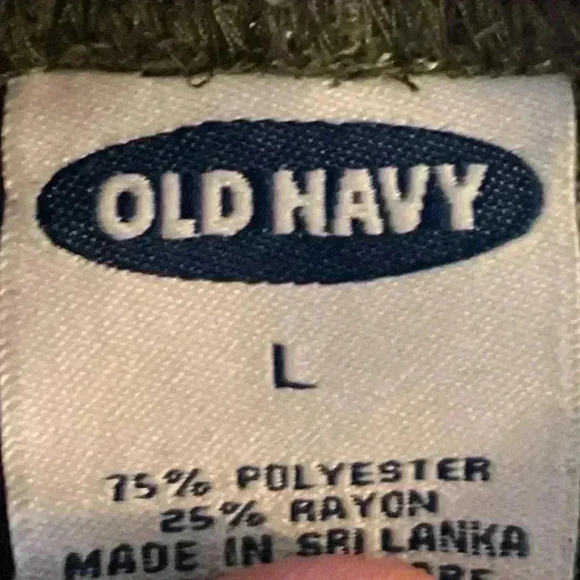 OLD NAVY
L
75% POLYESTER
25% RAYON
MADE IN SRI LANKA